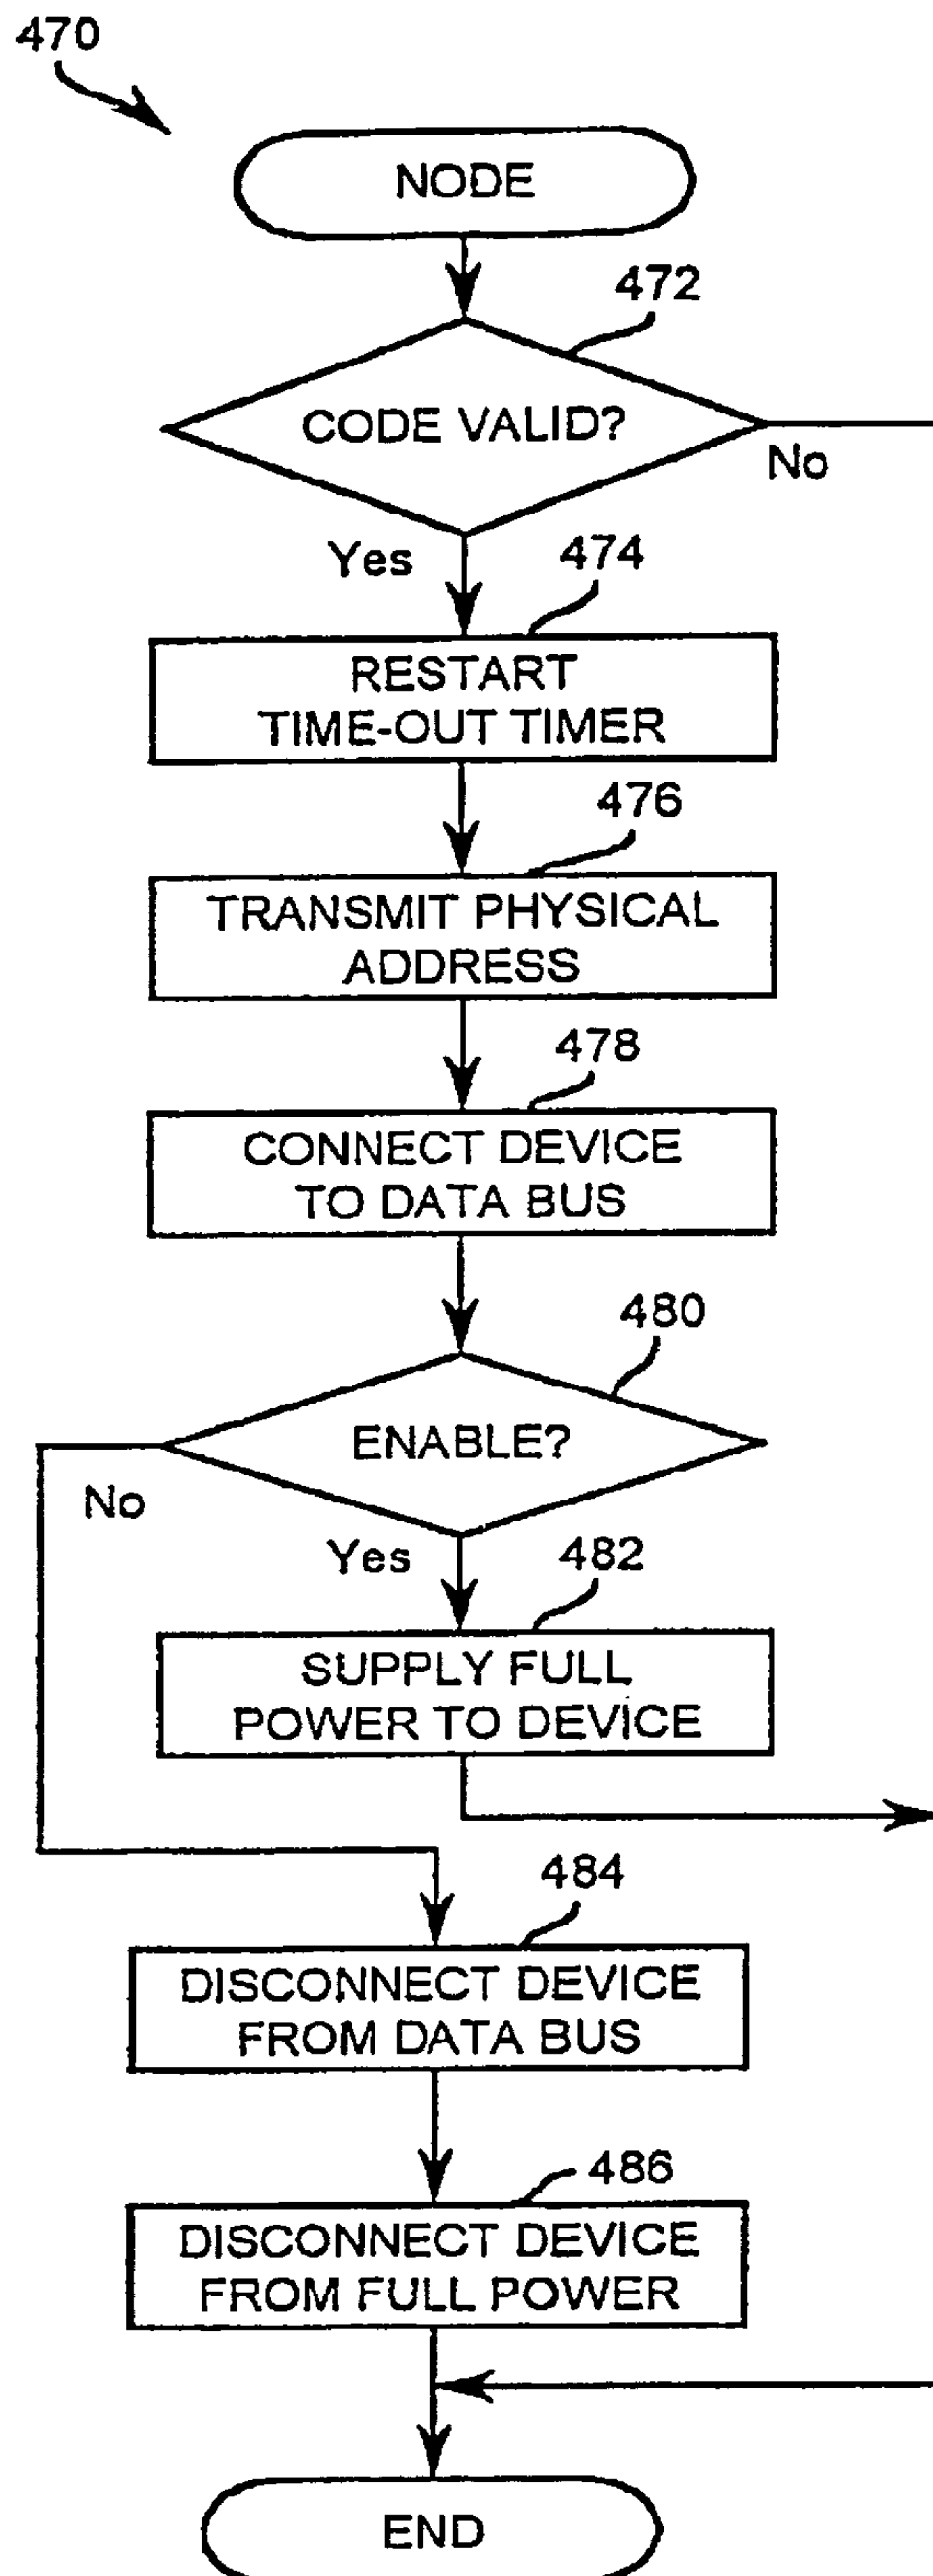 470
NODE
472
CODE VALID?
No
Yes
474
RESTART
TIME-OUT TIMER
476
TRANSMIT PHYSICAL
ADDRESS
478
CONNECT DEVICE
TO DATA BUS
480
ENABLE?
No
Yes
482
SUPPLY FULL
POWER TO DEVICE
484
DISCONNECT DEVICE
FROM DATA BUS
486
DISCONNECT DEVICE
FROM FULL POWER
END